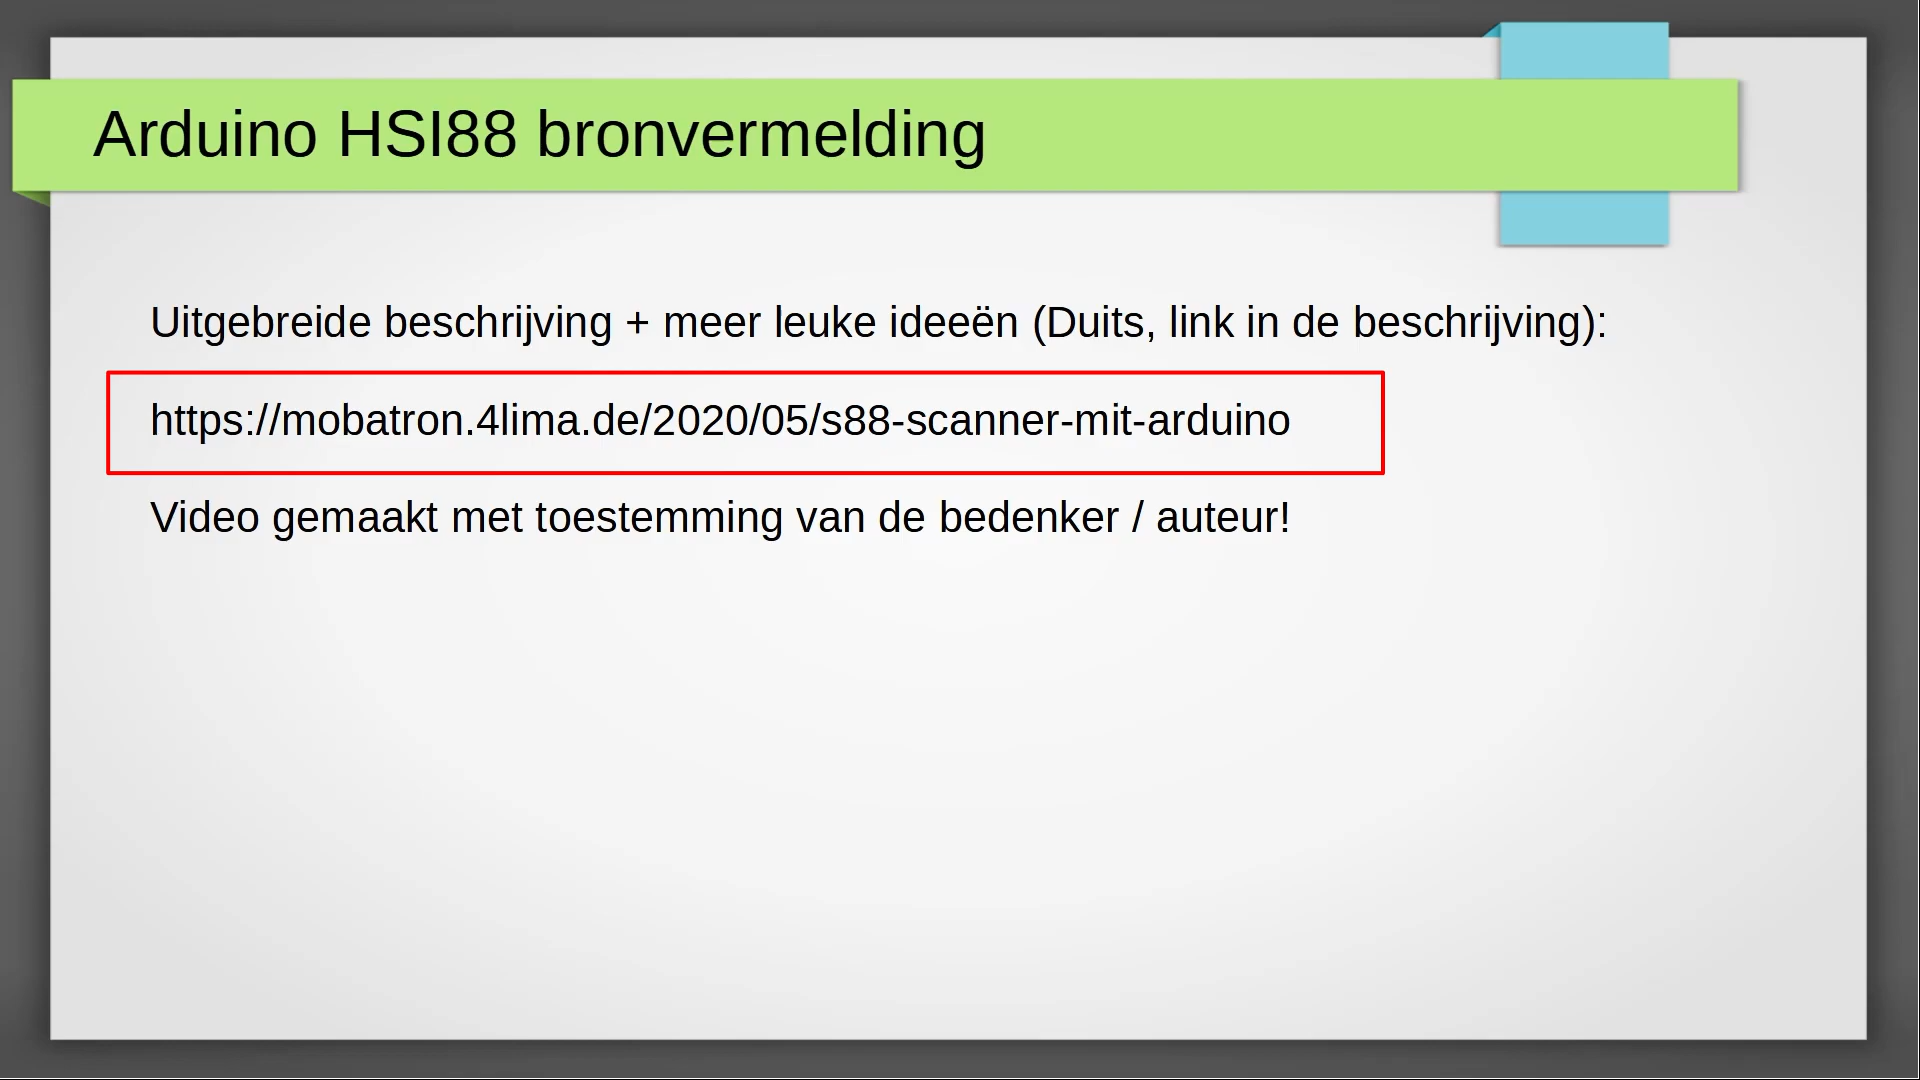 Arduino HSI88 bronvermelding
Uitgebreide beschrijving + meer leuke ideeën (Duits, link in de beschrijving):
https://mobatron.4lima.de/2020/05/s88-scanner-mit-arduino
Video gemaakt met toestemming van de bedenker / auteur!